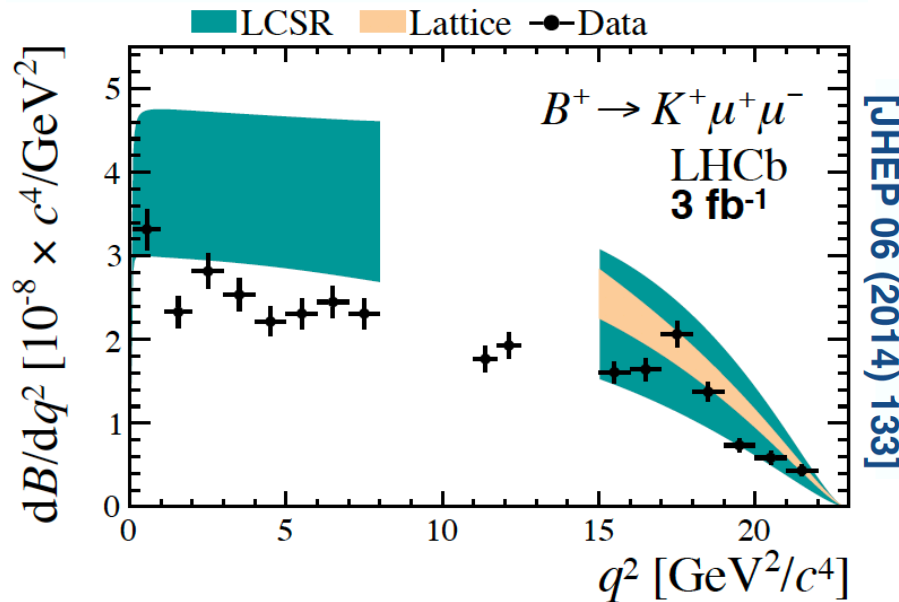 LCSR Lattice Data
dB/dq² [10⁻⁸ × c⁴/GeV²]
5
4
3
2
1
0
B⁺ → K⁺μ⁺μ⁻
LHCb
3 fb⁻¹
[JHEP 06 (2014) 133]
0 5 10 15 20
q² [GeV²/c⁴]